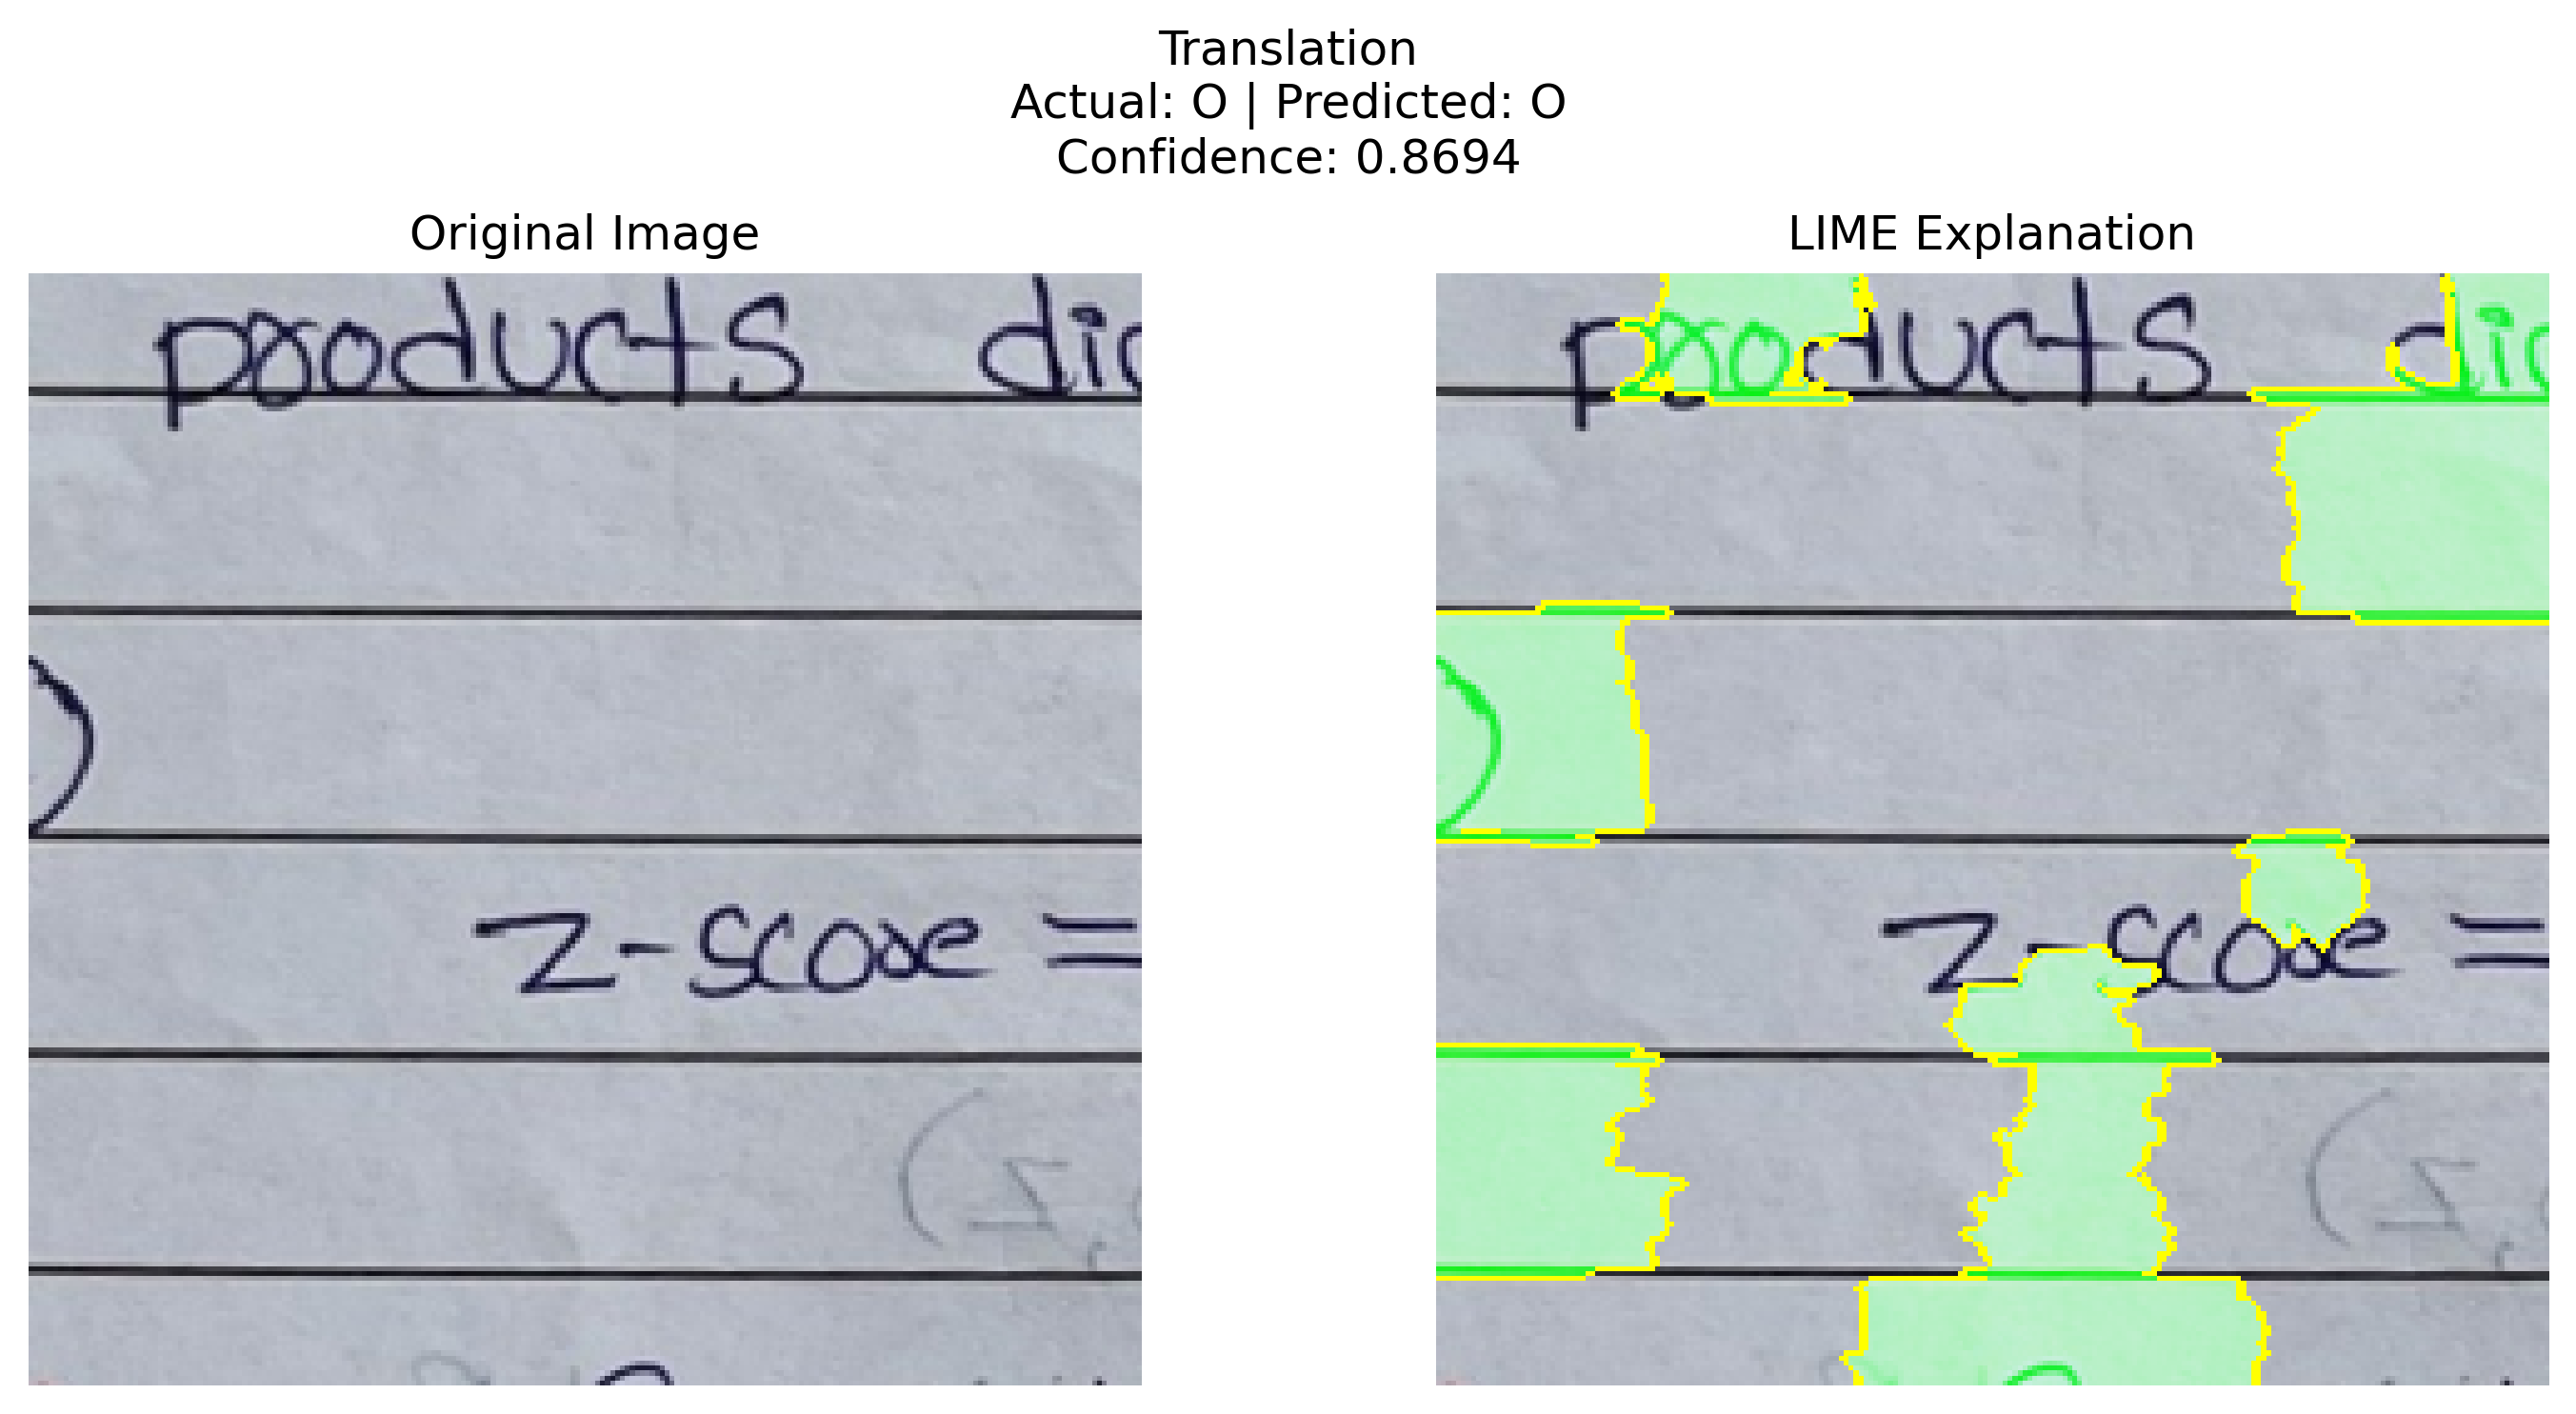 Translation
Actual: O | Predicted: O
Confidence: 0.8694
Original Image
LIME Explanation
products
z-score =
products
z-score =